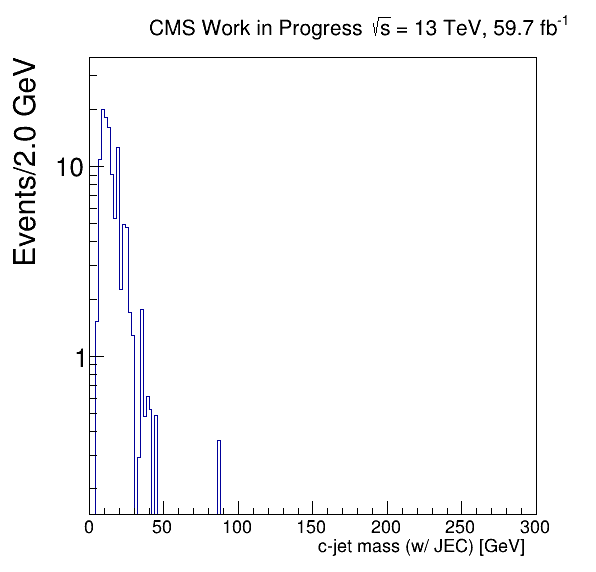 CMS Work in Progress √s = 13 TeV, 59.7 fb⁻¹
Events/2.0 GeV
10
1
0 50 100 150 200 250 300
c-jet mass (w/ JEC) [GeV]